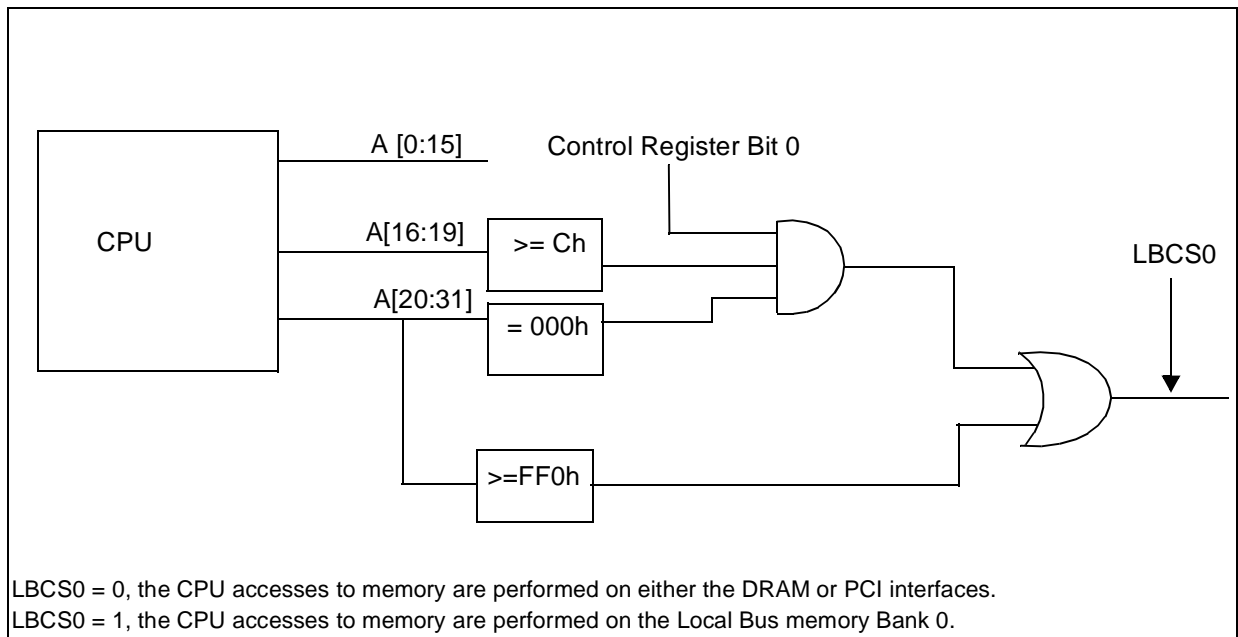 A [0:15]
Control Register Bit 0
CPU
A[16:19]
>= Ch
LBCS0
A[20:31]
= 000h
>=FF0h
LBCS0 = 0, the CPU accesses to memory are performed on either the DRAM or PCI interfaces.
LBCS0 = 1, the CPU accesses to memory are performed on the Local Bus memory Bank 0.